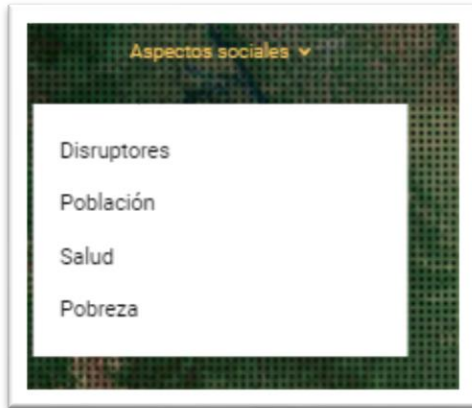 Aspectos sociales
Disruptores
Población
Salud
Pobreza